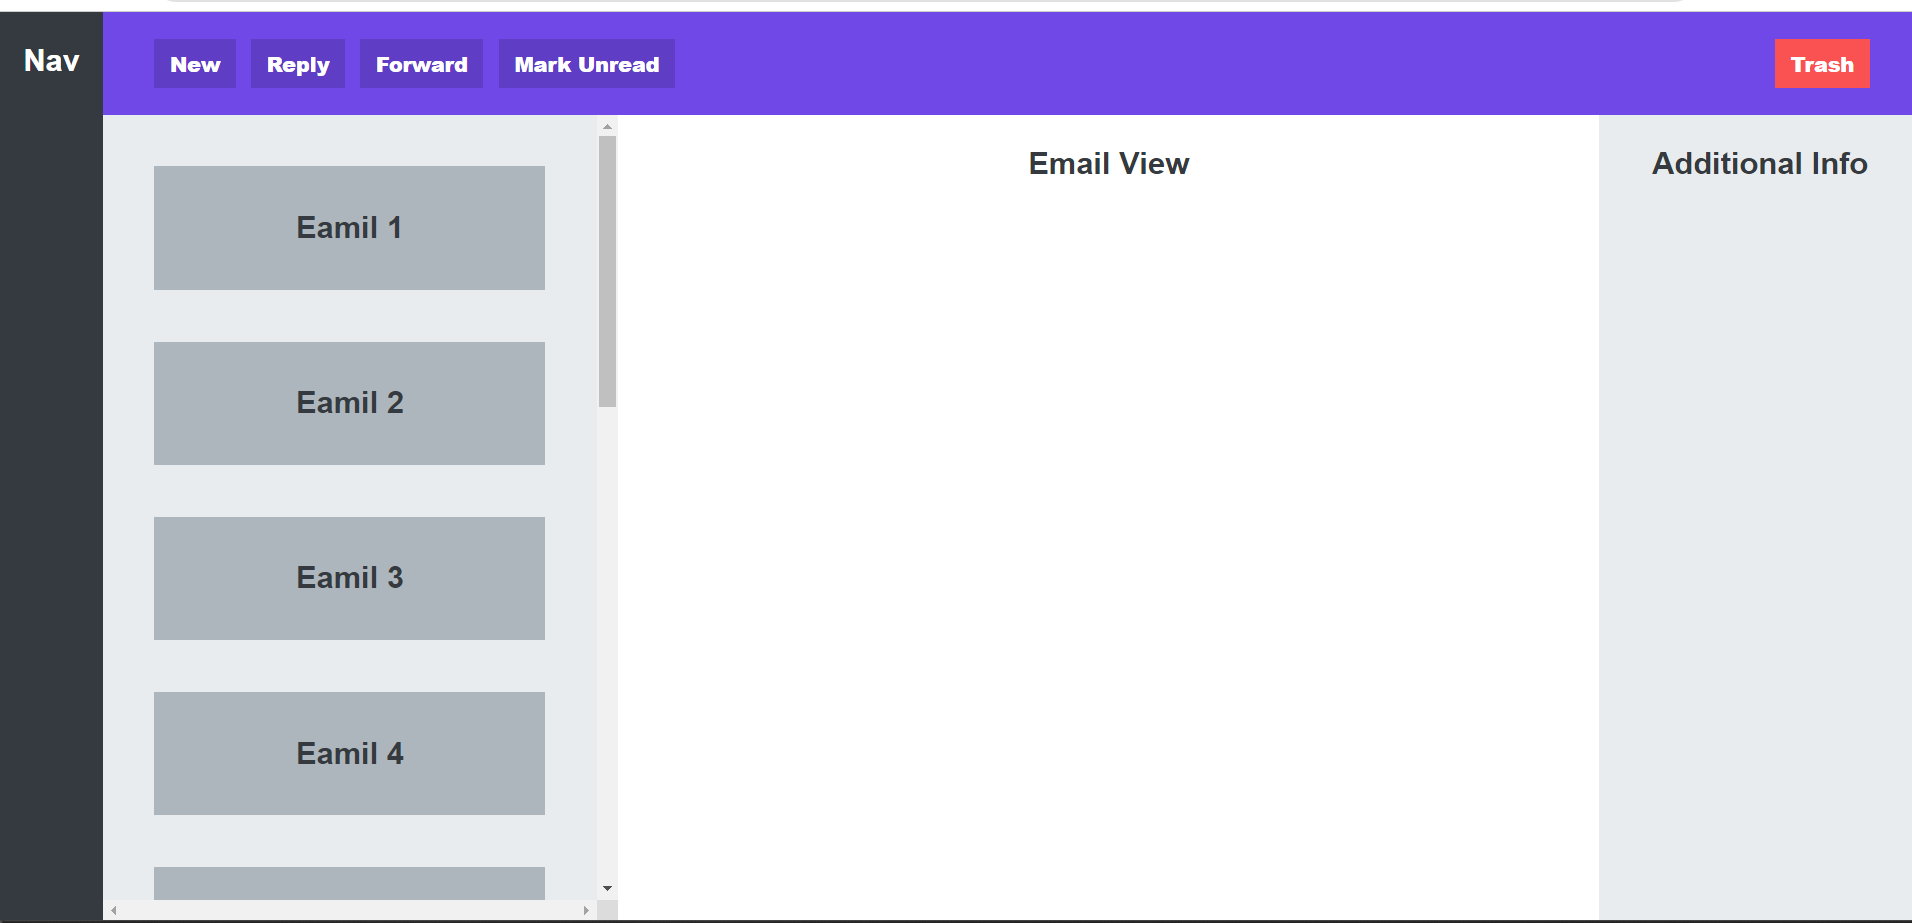 Nav
New Reply Forward Mark Unread Trash
Eamil 1
Eamil 2
Eamil 3
Eamil 4
Email View
Additional Info